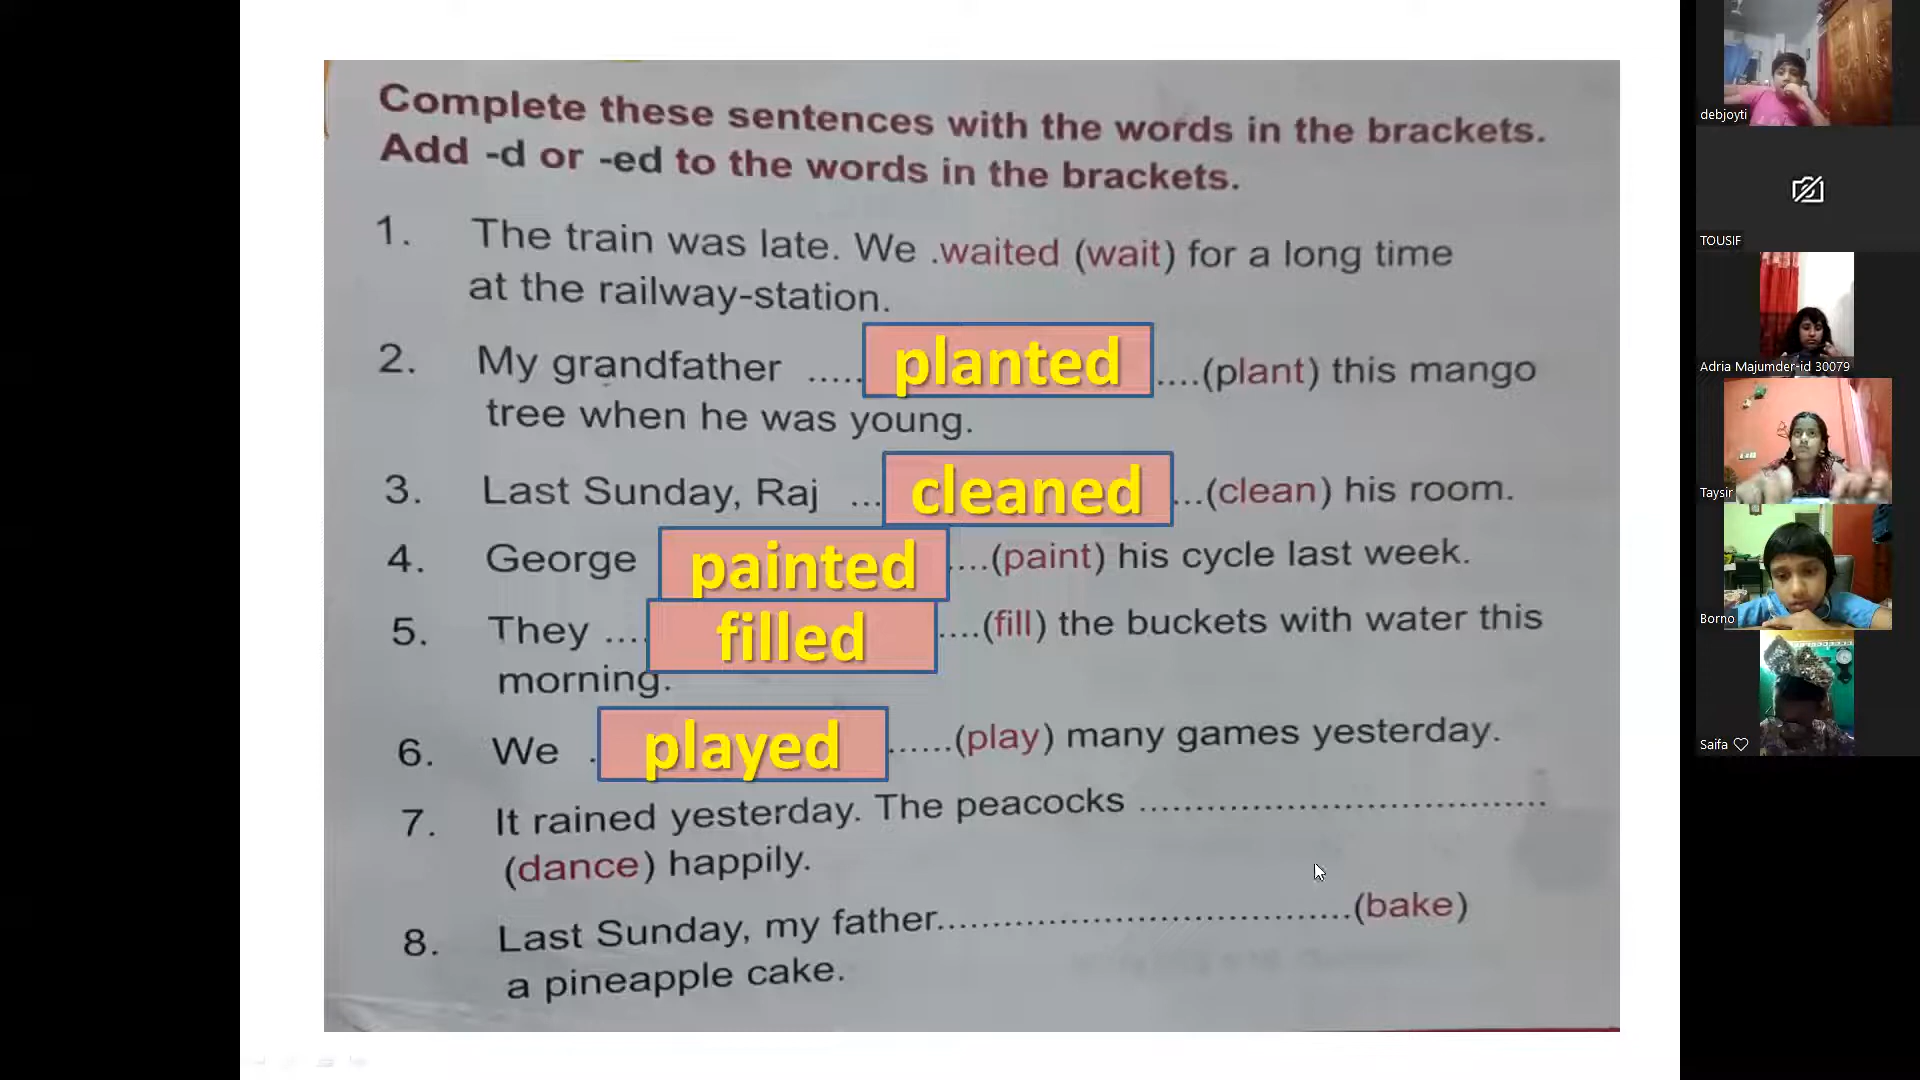 Complete these sentences with the words in the brackets.
Add -d or -ed to the words in the brackets.
1. The train was late. We .waited (wait) for a long time
at the railway-station.
2. My grandfather ..... planted ....(plant) this mango
tree when he was young.
3. Last Sunday, Raj ... cleaned ...(clean) his room.
4. George painted ....(paint) his cycle last week.
5. They .... filled ....(fill) the buckets with water this
morning.
6. We . played ......(play) many games yesterday.
7. It rained yesterday. The peacocks ....................................
(dance) happily.
8. Last Sunday, my father.....................................(bake)
a pineapple cake.
debjoyti
TOUSIF
Adria Majumder-id 30079
Taysir
Borno
Saifa ♡